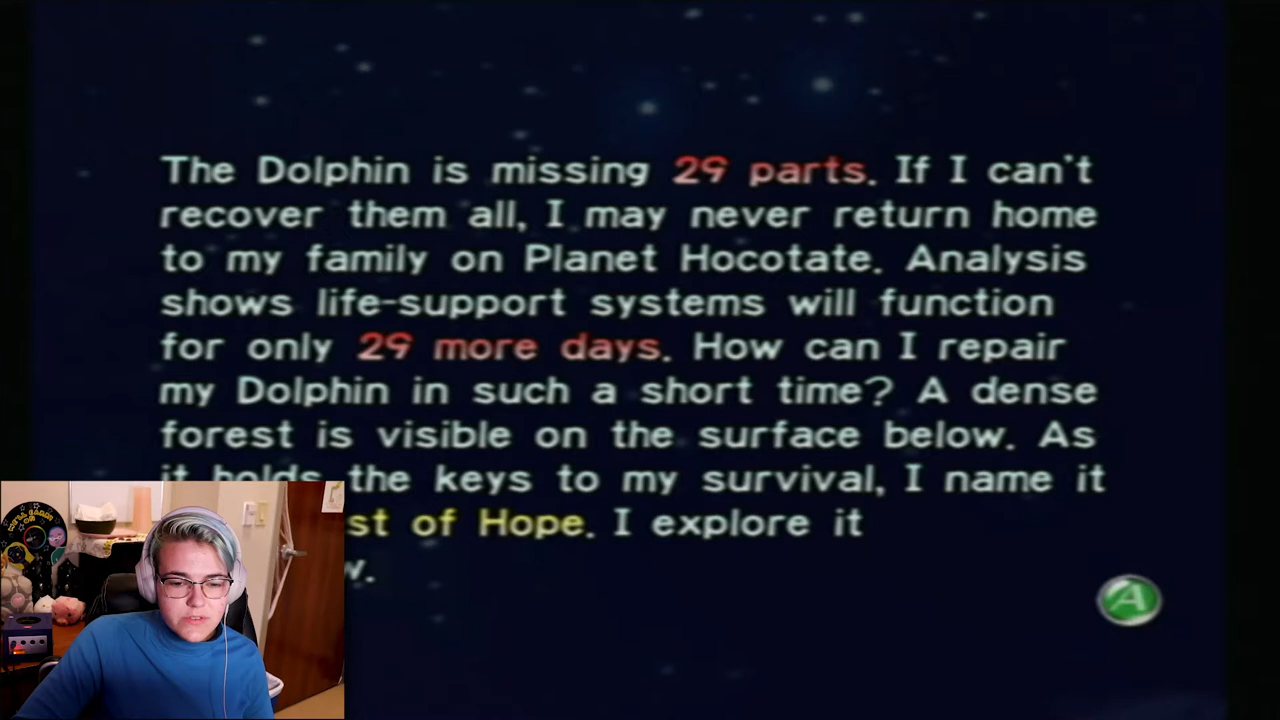 The Dolphin is missing 29 parts. If I can't
recover them all, I may never return home
to my family on Planet Hocotate. Analysis
shows life-support systems will function
for only 29 more days. How can I repair
my Dolphin in such a short time? A dense
forest is visible on the surface below. As
it holds the keys to my survival, I name it
st of Hope. I explore it
w.
A